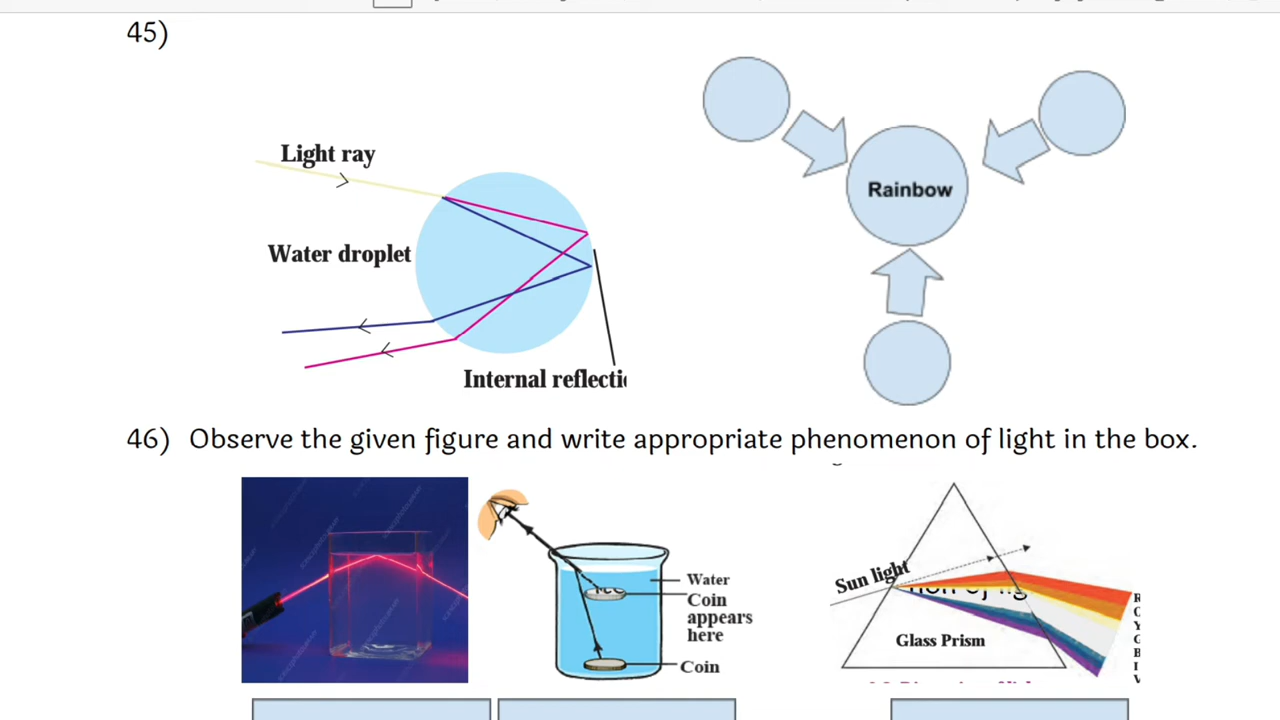 45)
Light ray
Water droplet
Internal reflecti
Rainbow
46) Observe the given figure and write appropriate phenomenon of light in the box.
Water
Coin
appears
here
Coin
Sun light
Glass Prism
R
O
Y
G
B
I
V